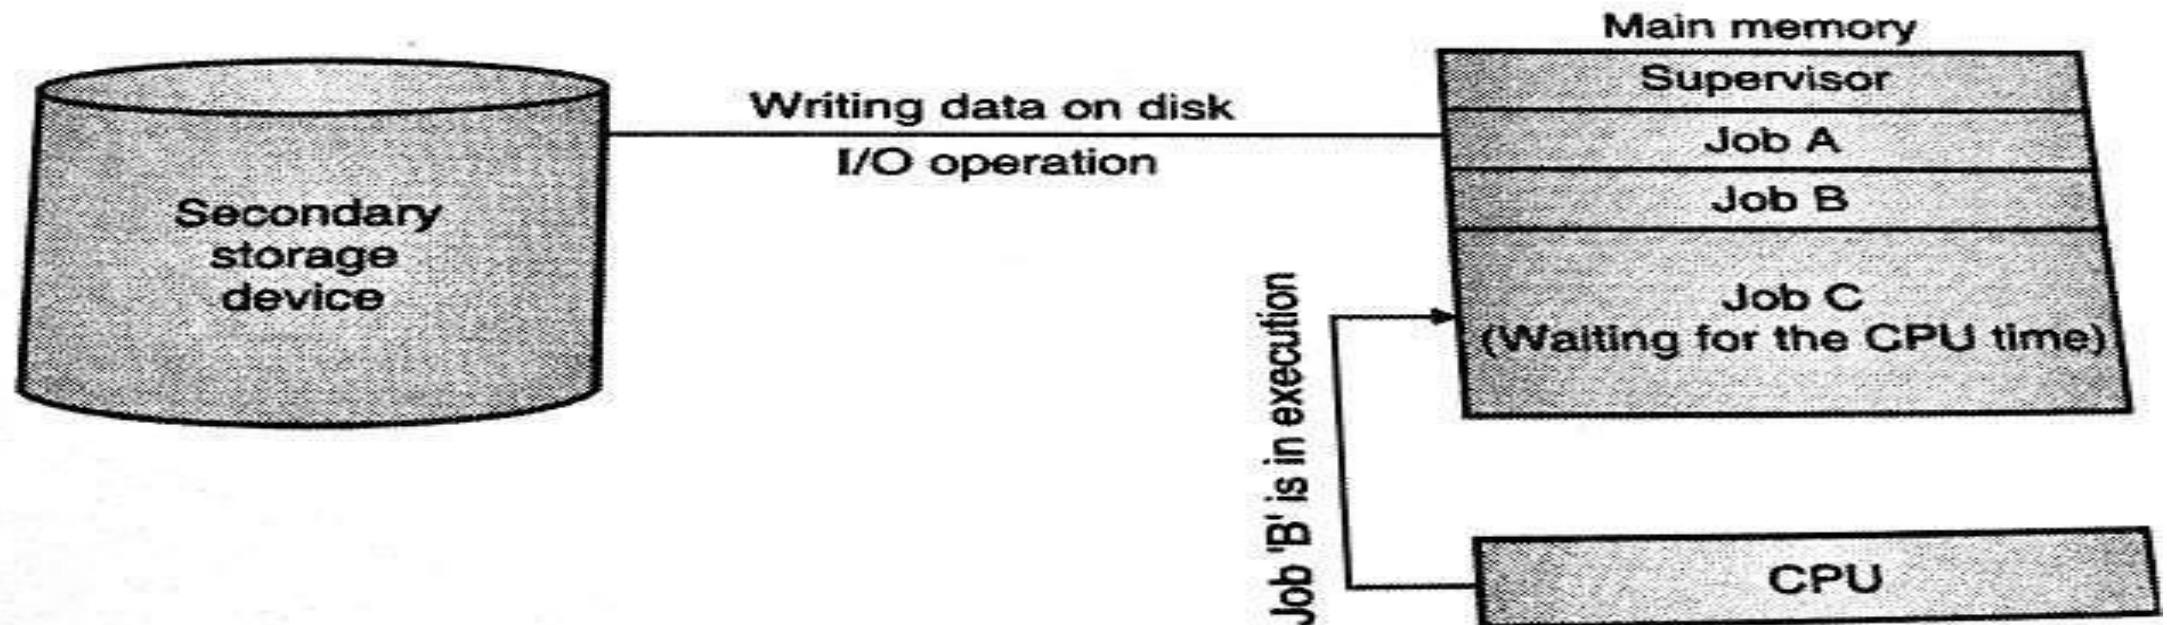 Main memory
Supervisor
Writing data on disk
Job A
I/O operation
Job B
Secondary
storage
device
Job C
(Waiting for the CPU time)
Job 'B' is in execution
CPU